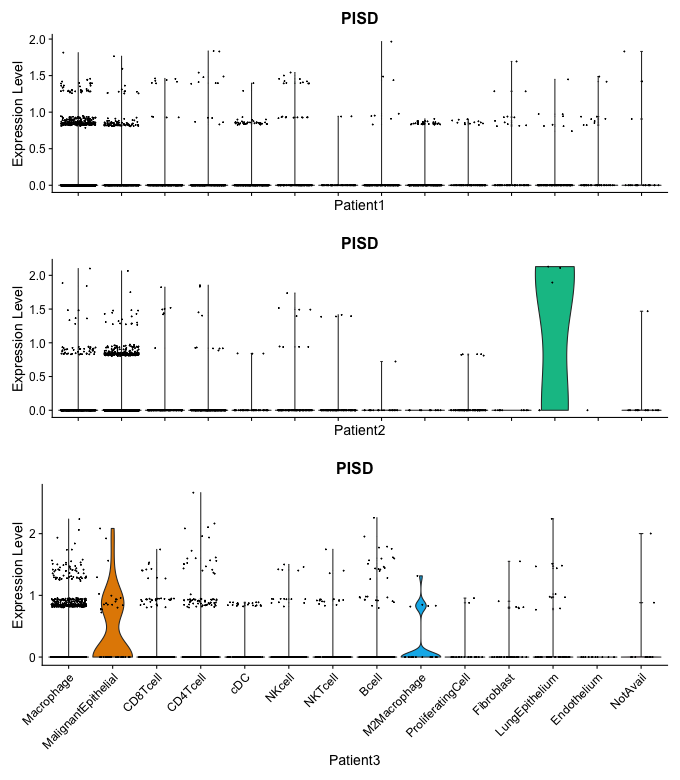 PISD
Expression Level
2.0
1.5
1.0
0.5
0.0
Patient1
PISD
Expression Level
2.0
1.5
1.0
0.5
0.0
Patient2
PISD
Expression Level
2
1
0
Macrophage
MalignantEpithelial
CD8Tcell
CD4Tcell
cDC
NKcell
NKTcell
Bcell
M2Macrophage
ProliferatingCell
Fibroblast
LungEpithelium
Endothelium
NotAvail
Patient3